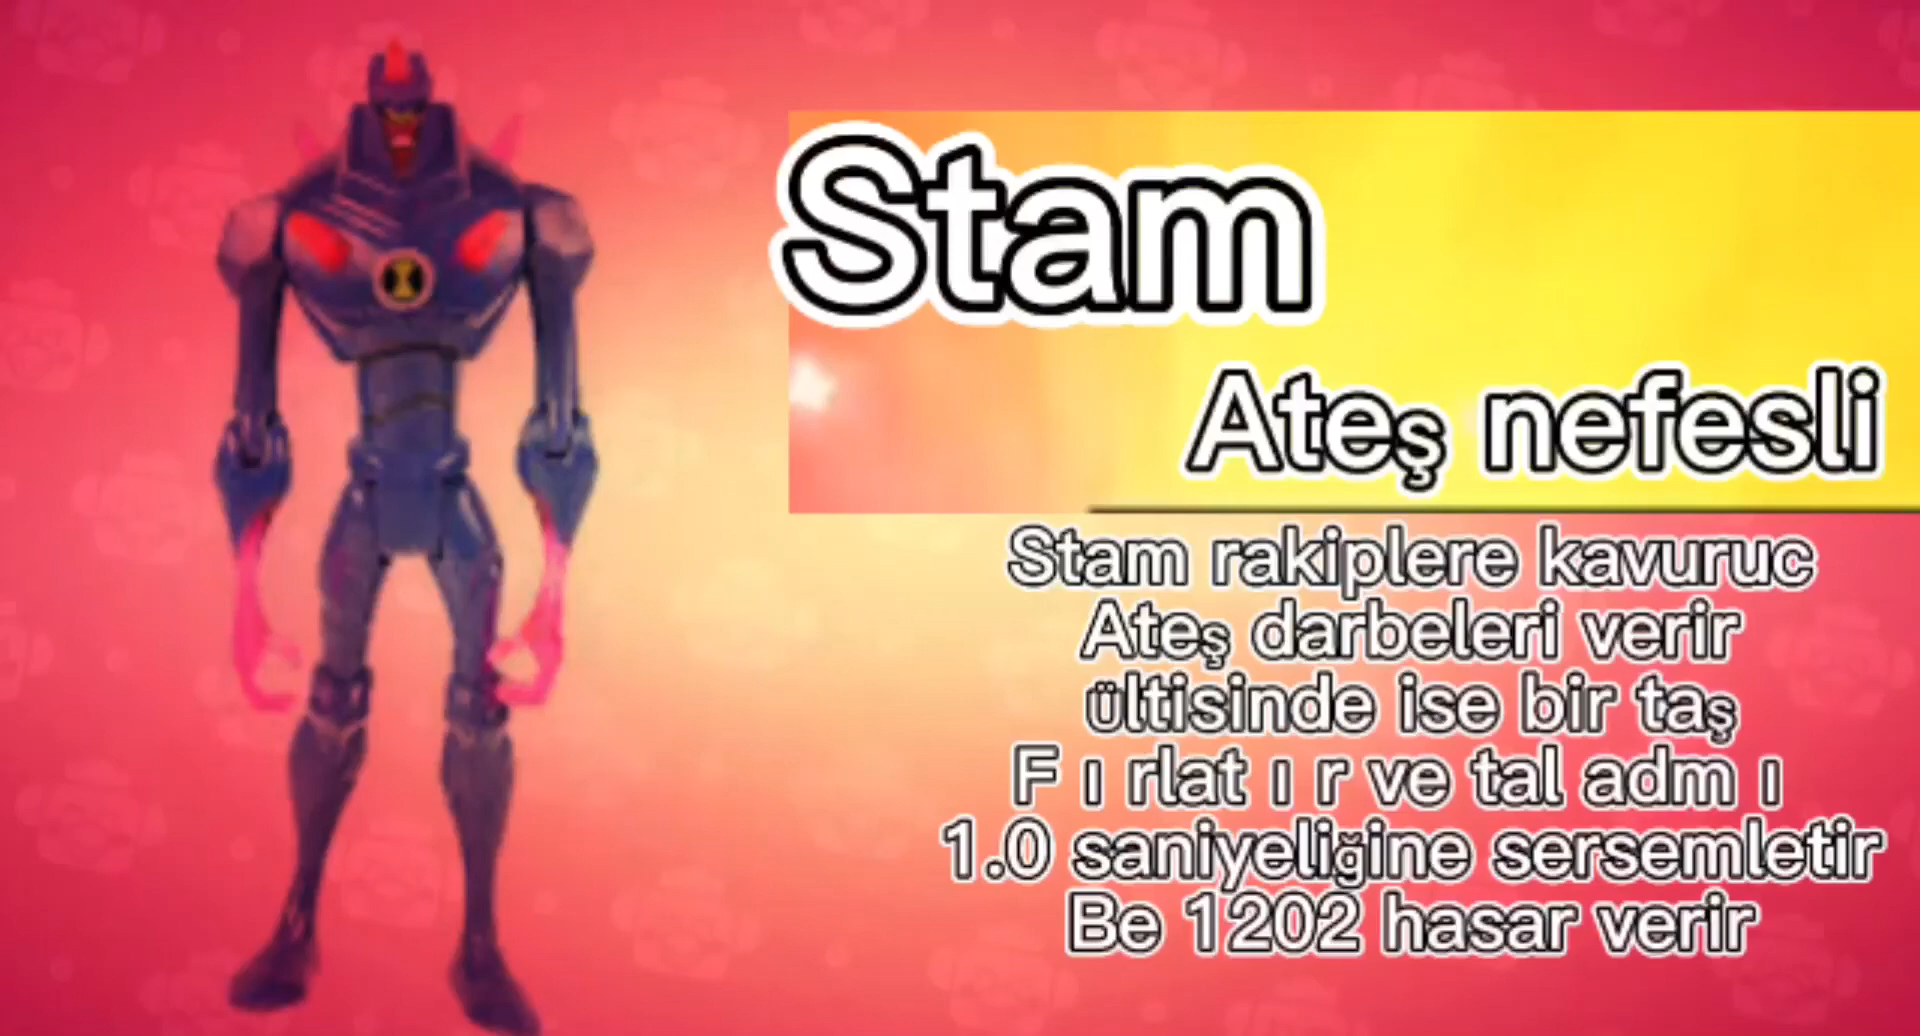 Stam
Ateş nefesli
Stam rakiplere kavuruc
Ateş darbeleri verir
ültisinde ise bir taş
F ı rlat ı r ve tal adm ı
1.0 saniyeliğine sersemletir
Be 1202 hasar verir